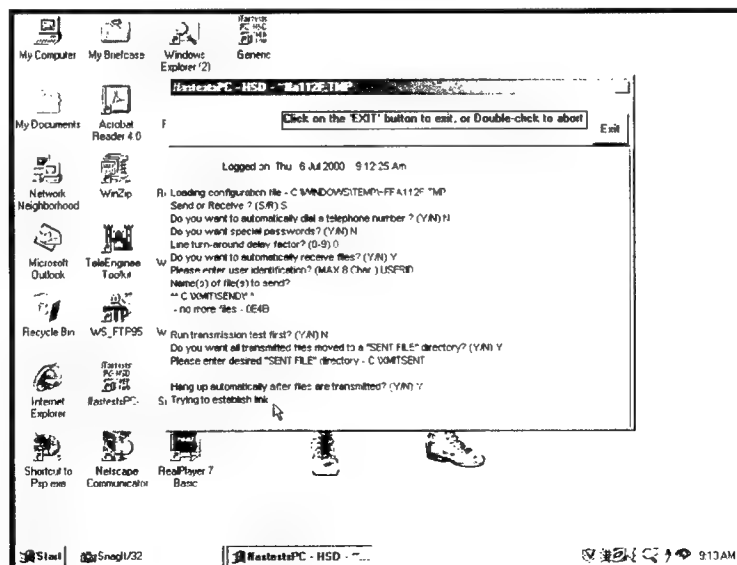 My Computer
My Briefcase
Windows
Explorer (2)
Generic
My Documents
Acrobat
Reader 4.0
Network
Neighborhood
WinZip
Microsoft
Outlook
TeleEngine
Toolkit
Recycle Bin
WS_FTP95
Internet
Explorer
Shortcut to
Psp.exe
Netscape
Communicator
RealPlayer 7
Basic
Click on the 'EXIT' button to exit, or Double-click to abort
Exit
Logged on Thu 6 Jul 2000 9:12:25 Am
Loading configuration file - C:\WINDOWS\TEMP\
Send or Receive ? (S/R) S
Do you want to automatically dial a telephone number ? (Y/N) N
Do you want special passwords? (Y/N) N
Line turn-around delay factor? (0-9) 0
Do you want to automatically receive files? (Y/N) Y
Please enter user identification? (MAX 8 Char.) USERID
Name(s) of file(s) to send?
- no more files - 0E4B
Run transmission test first? (Y/N) N
Do you want all transmitted files moved to a "SENT FILE" directory? (Y/N) Y
Please enter desired "SENT FILE" directory - C:\XMITSENT
Hang up automatically after files are transmitted? (Y/N) Y
Trying to establish link
Start
SnagIt/32
9:13 AM